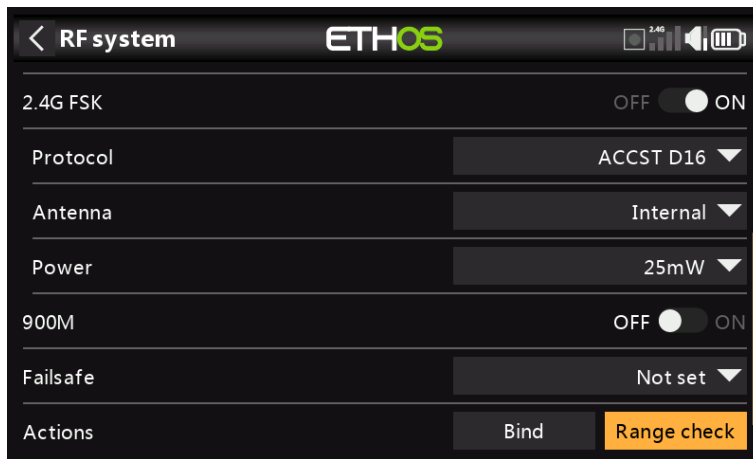 RF system ETHOS 2.4G
2.4G FSK OFF ON
Protocol ACCST D16
Antenna Internal
Power 25mW
900M OFF ON
Failsafe Not set
Actions Bind Range check